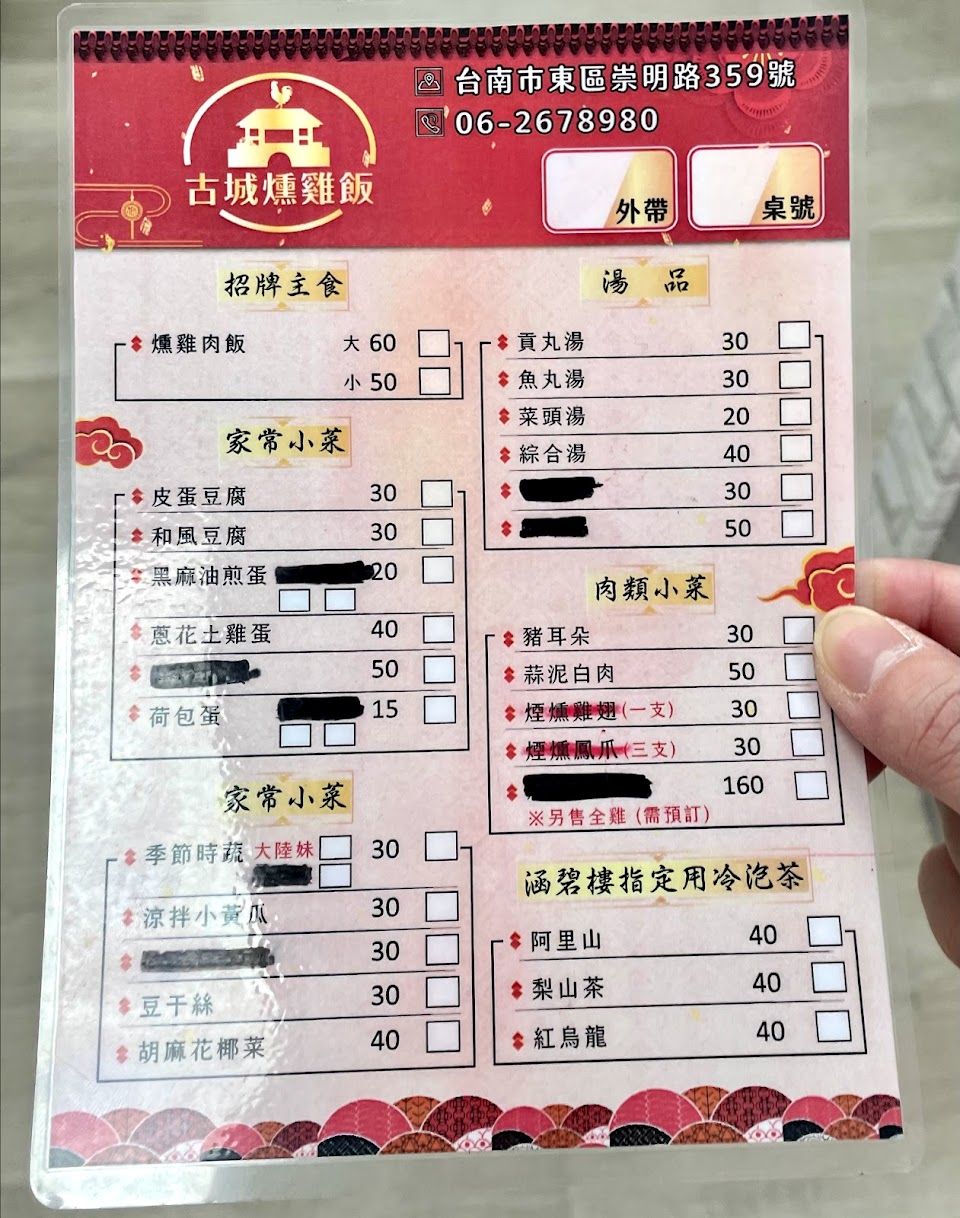 台南市東區崇明路359號
06-2678980
古城燻雞飯
外帶
桌號
招牌主食
燻雞肉飯 大 60
小 50
家常小菜
皮蛋豆腐 30
和風豆腐 30
黑麻油煎蛋 20
蔥花土雞蛋 40
50
荷包蛋 15
家常小菜
季節時蔬 大陸妹 30
涼拌小黃瓜 30
30
豆干絲 30
胡麻花椰菜 40
湯品
貢丸湯 30
魚丸湯 30
菜頭湯 20
綜合湯 40
30
50
肉類小菜
豬耳朵 30
蒜泥白肉 50
煙燻雞翅(一支) 30
煙燻鳳爪(三支) 30
160
※另售全雞 (需預訂)
涵碧樓指定用冷泡茶
阿里山 40
梨山茶 40
紅烏龍 40